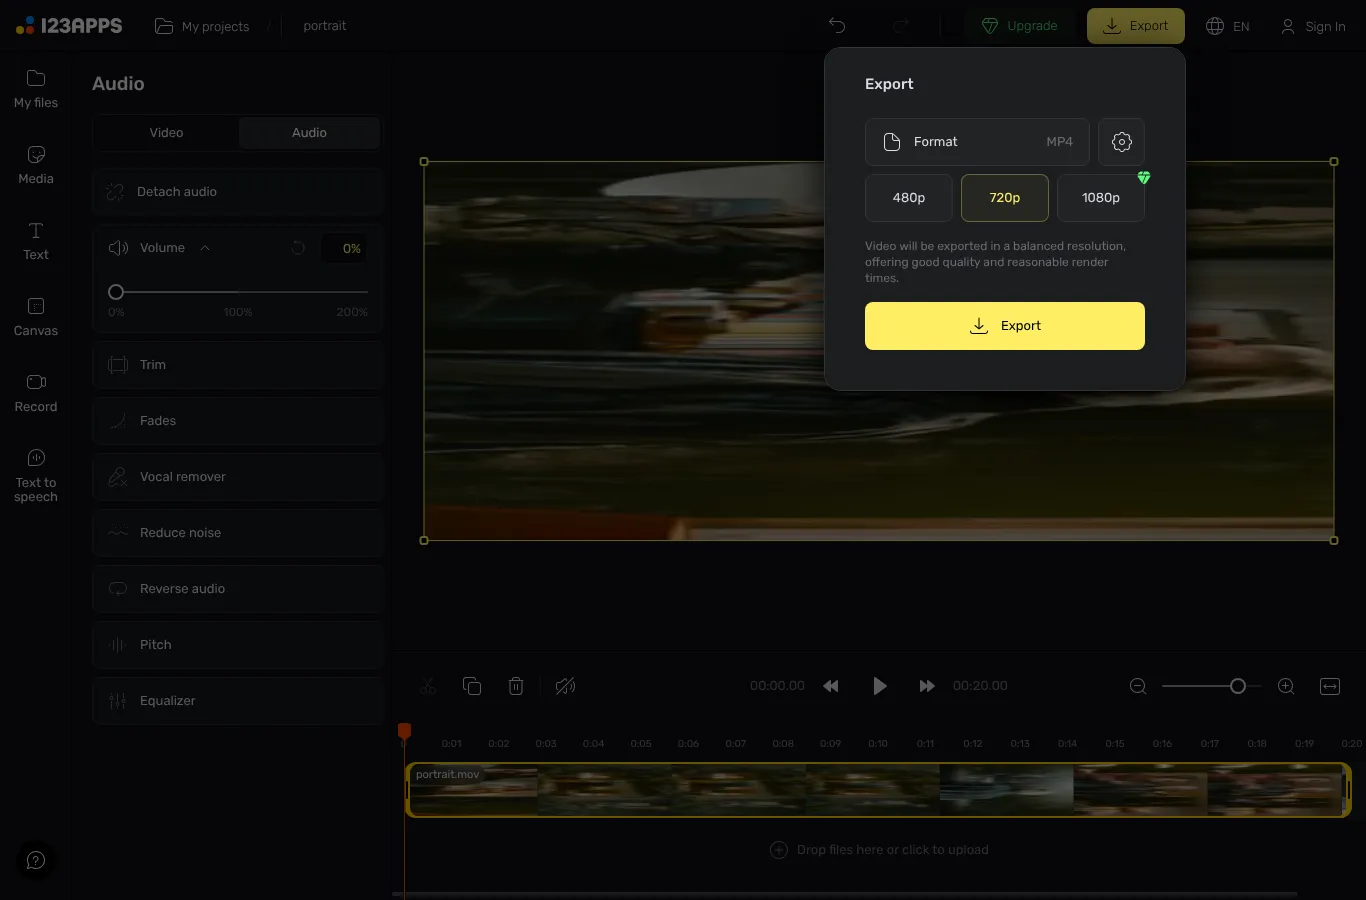 123APPS
My projects / portrait
Upgrade
Export
EN
Sign In
My files
Media
Text
Canvas
Record
Text to
speech
Audio
Video
Audio
Detach audio
Volume
0%
0%
100%
200%
Trim
Fades
Vocal remover
Reduce noise
Reverse audio
Pitch
Equalizer
Export
Format
MP4
480p
720p
1080p
Video will be exported in a balanced resolution,
offering good quality and reasonable render
times.
Export
00:00.00
00:20.00
0:01 0:02 0:03 0:04 0:05 0:06 0:07 0:08 0:09 0:10 0:11 0:12 0:13 0:14 0:15 0:16 0:17 0:18 0:19 0:20
portrait.mov
Drop files here or click to upload